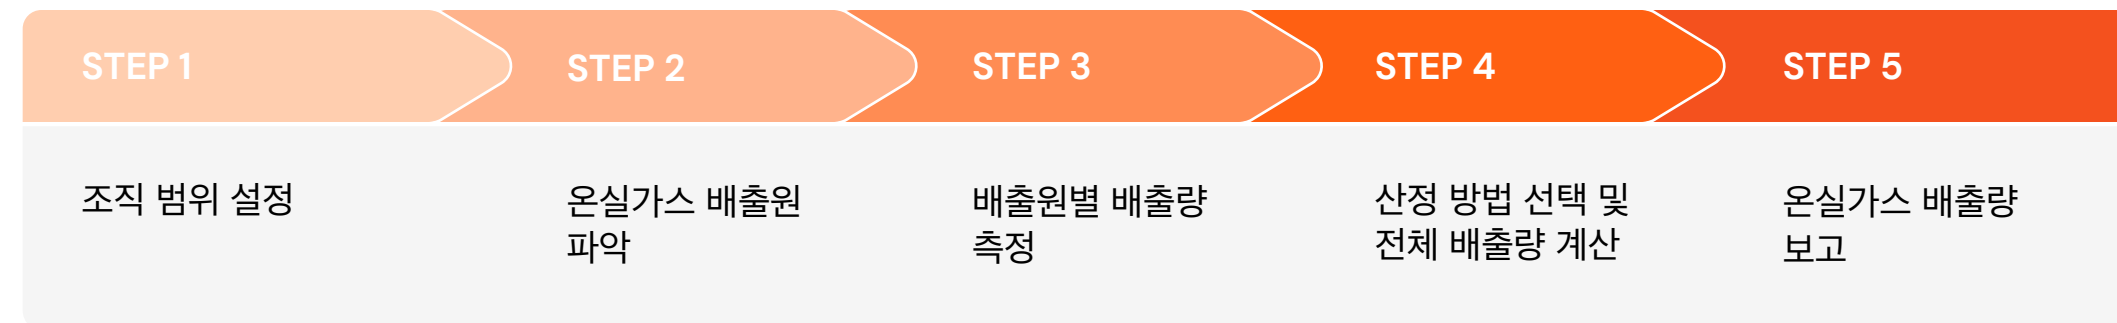 STEP 1
조직 범위 설정
STEP 2
온실가스 배출원
파악
STEP 3
배출원별 배출량
측정
STEP 4
산정 방법 선택 및
전체 배출량 계산
STEP 5
온실가스 배출량
보고